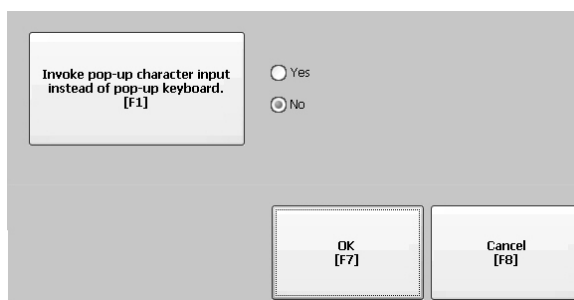 Invoke pop-up character input
instead of pop-up keyboard.
[F1]
Yes
No
OK
[F7]
Cancel
[F8]